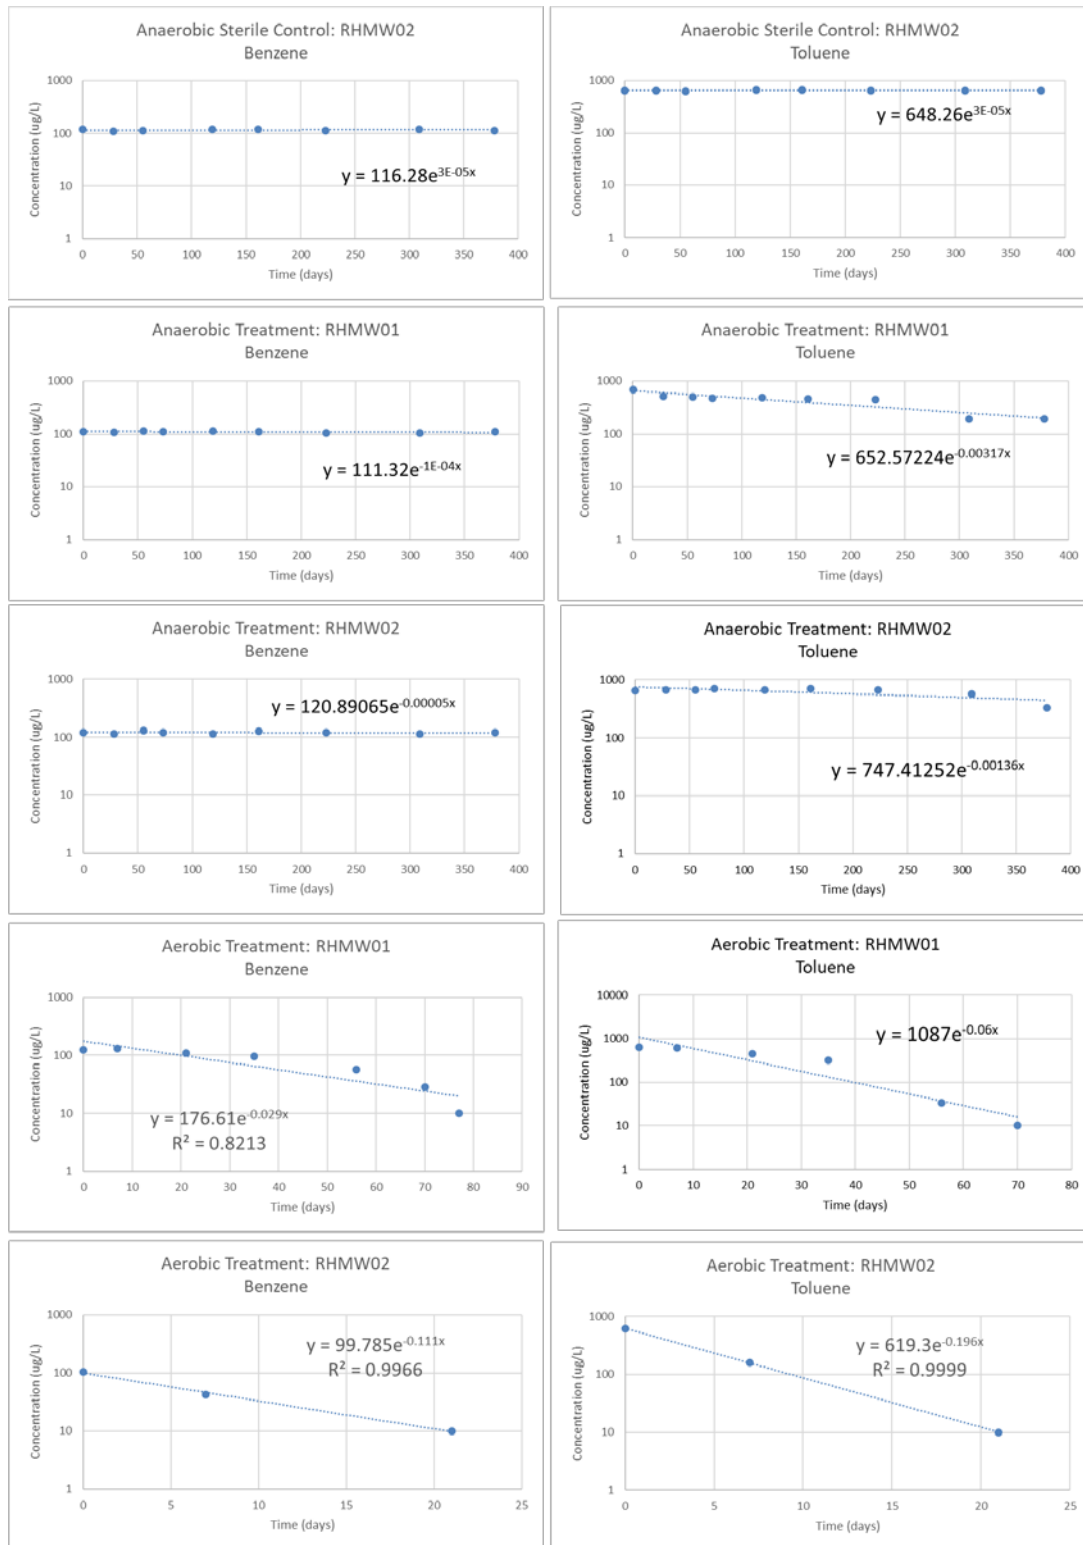 Anaerobic Sterile Control: RHMW02
Benzene
Concentration (ug/L)
1000
100
10
1
y = 116.28e^3E-05x
0 50 100 150 200 250 300 350 400
Time (days)
Anaerobic Sterile Control: RHMW02
Toluene
Concentration (ug/L)
1000
100
10
1
y = 648.26e^3E-05x
0 50 100 150 200 250 300 350 400
Time (days)
Anaerobic Treatment: RHMW01
Benzene
Concentration (ug/L)
1000
100
10
1
y = 111.32e^-1E-04x
0 50 100 150 200 250 300 350 400
Time (days)
Anaerobic Treatment: RHMW01
Toluene
Concentration (ug/L)
1000
100
10
1
y = 652.57224e^-0.00317x
0 50 100 150 200 250 300 350 400
Time (days)
Anaerobic Treatment: RHMW02
Benzene
Concentration (ug/L)
1000
100
10
1
y = 120.89065e^-0.00005x
0 50 100 150 200 250 300 350 400
Time (days)
Anaerobic Treatment: RHMW02
Toluene
Concentration (ug/L)
1000
100
10
1
y = 747.41252e^-0.00136x
0 50 100 150 200 250 300 350 400
Time (days)
Aerobic Treatment: RHMW01
Benzene
Concentration (ug/L)
1000
100
10
1
y = 176.61e^-0.029x
R² = 0.8213
0 10 20 30 40 50 60 70 80 90
Time (days)
Aerobic Treatment: RHMW01
Toluene
Concentration (ug/L)
10000
1000
100
10
1
y = 1087e^-0.06x
0 10 20 30 40 50 60 70 80
Time (days)
Aerobic Treatment: RHMW02
Benzene
Concentration (ug/L)
1000
100
10
1
y = 99.785e^-0.111x
R² = 0.9966
0 5 10 15 20 25
Time (days)
Aerobic Treatment: RHMW02
Toluene
Concentration (ug/L)
1000
100
10
1
y = 619.3e^-0.196x
R² = 0.9999
0 5 10 15 20 25
Time (days)